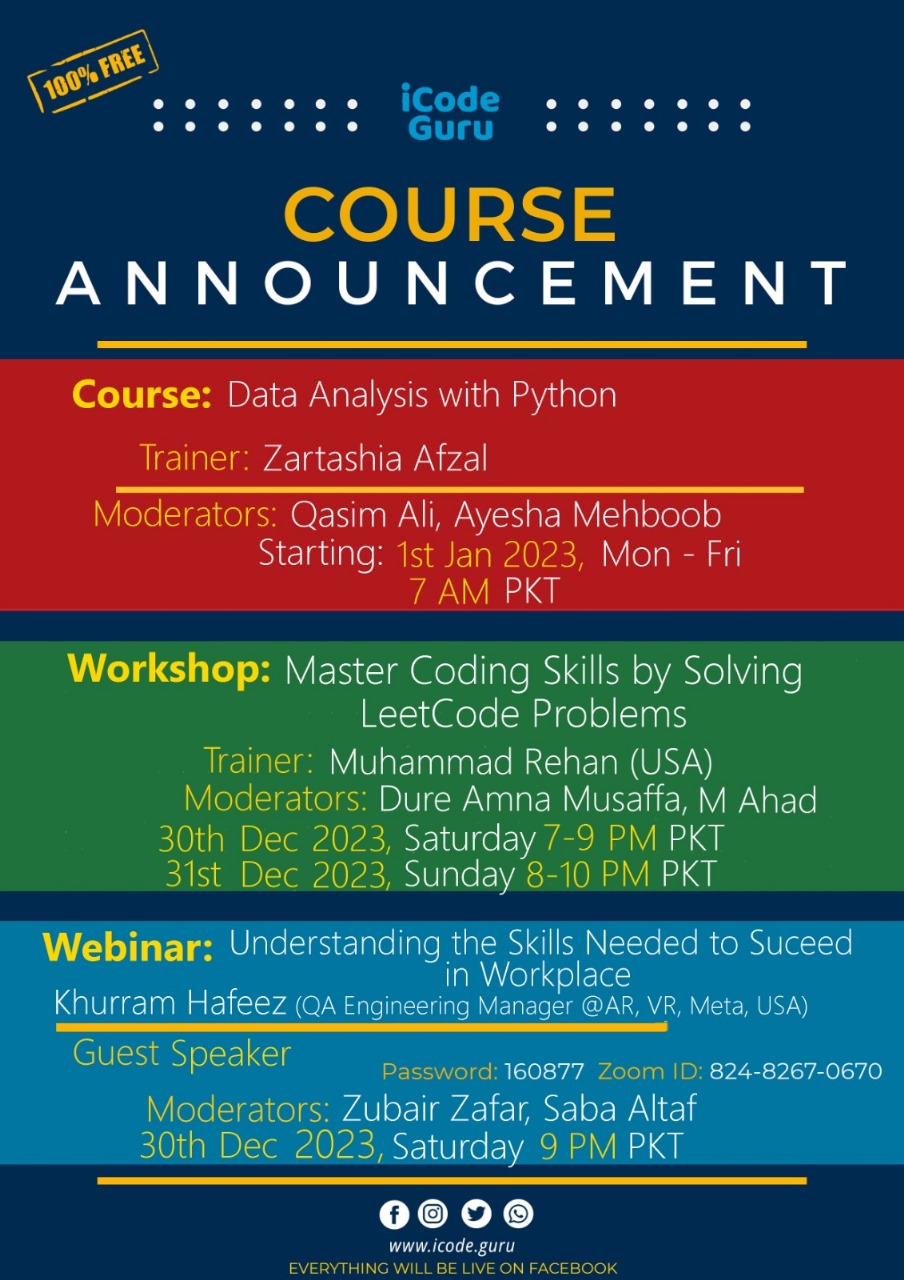 100% FREE
iCode
Guru
COURSE
ANNOUNCEMENT
Course: Data Analysis with Python
Trainer: Zartashia Afzal
Moderators: Qasim Ali, Ayesha Mehboob
Starting: 1st Jan 2023, Mon - Fri
7 AM PKT
Workshop: Master Coding Skills by Solving
LeetCode Problems
Trainer: Muhammad Rehan (USA)
Moderators: Dure Amna Musaffa, M Ahad
30th Dec 2023, Saturday 7-9 PM PKT
31st Dec 2023, Sunday 8-10 PM PKT
Webinar: Understanding the Skills Needed to Suceed
in Workplace
Khurram Hafeez (QA Engineering Manager @AR, VR, Meta, USA)
Guest Speaker
Password: 160877 Zoom ID: 824-8267-0670
Moderators: Zubair Zafar, Saba Altaf
30th Dec 2023, Saturday 9 PM PKT
www.icode.guru
EVERYTHING WILL BE LIVE ON FACEBOOK